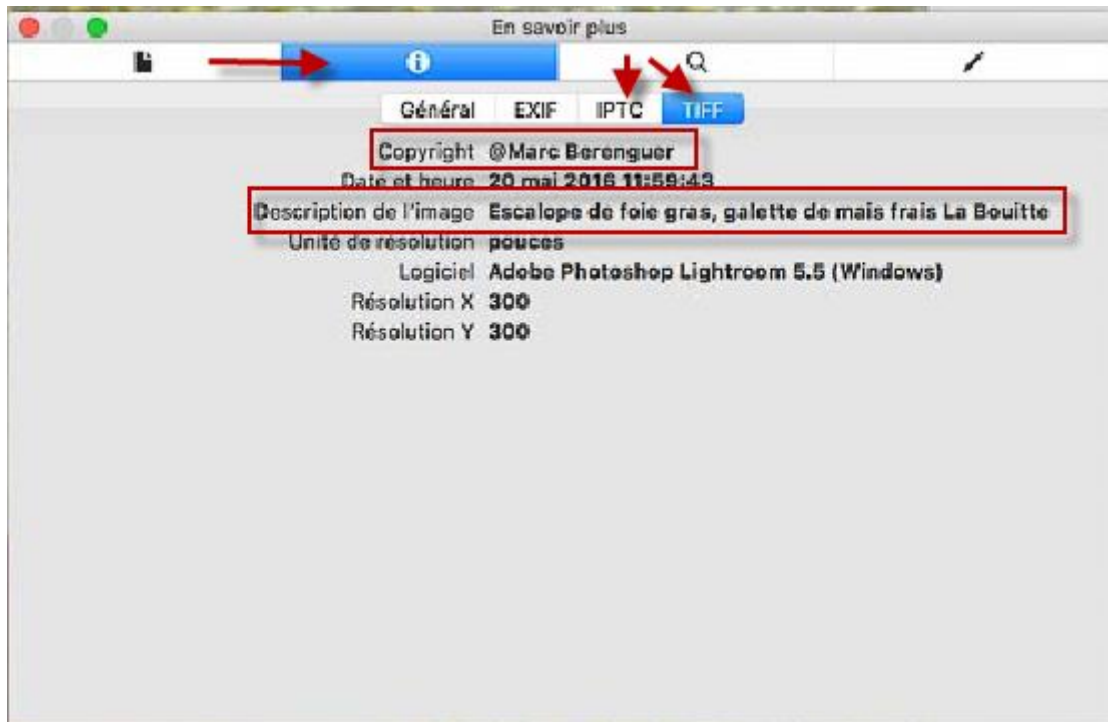 En savoir plus
Général EXIF IPTC TIFF
Copyright @Marc Berenguer
Date et heure 20 mai 2016 11:59:43
Description de l'image Escalope de foie gras, galette de maïs frais La Bouitte
Unité de résolution pouces
Logiciel Adobe Photoshop Lightroom 5.5 (Windows)
Résolution X 300
Résolution Y 300